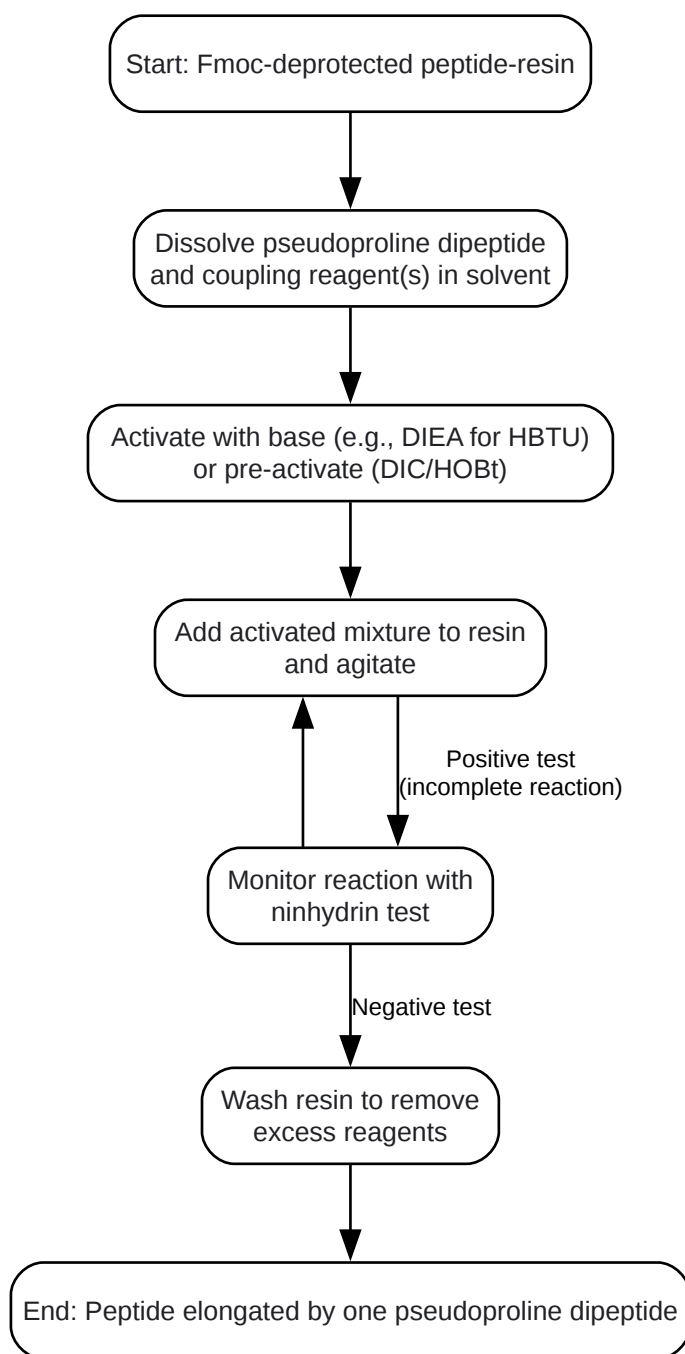 Start: Fmoc-deprotected peptide-resin
Dissolve pseudoproline dipeptide
and coupling reagent(s) in solvent
Activate with base (e.g., DIEA for HBTU)
or pre-activate (DIC/HOBt)
Add activated mixture to resin
and agitate
Positive test
(incomplete reaction)
Monitor reaction with
ninhydrin test
Negative test
Wash resin to remove
excess reagents
End: Peptide elongated by one pseudoproline dipeptide